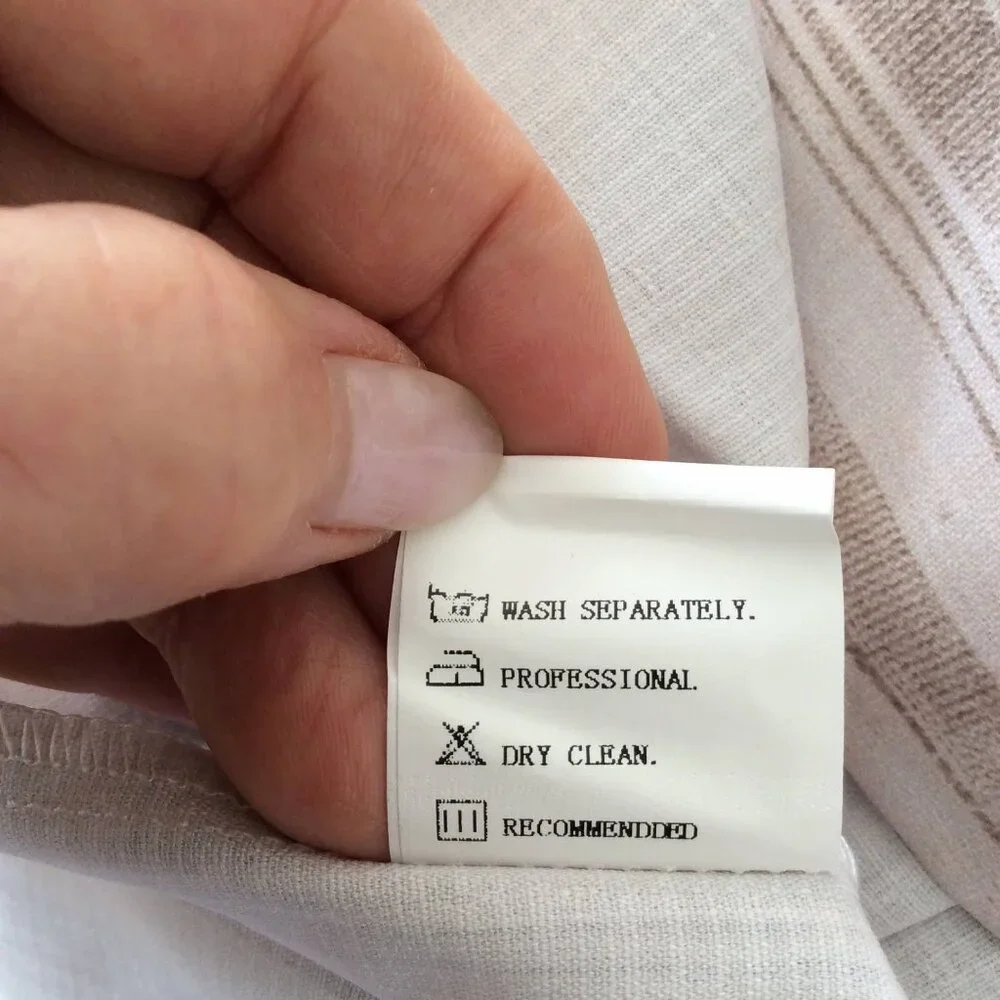 WASH SEPARATELY.
PROFESSIONAL
DRY CLEAN.
RECOMMENDDED